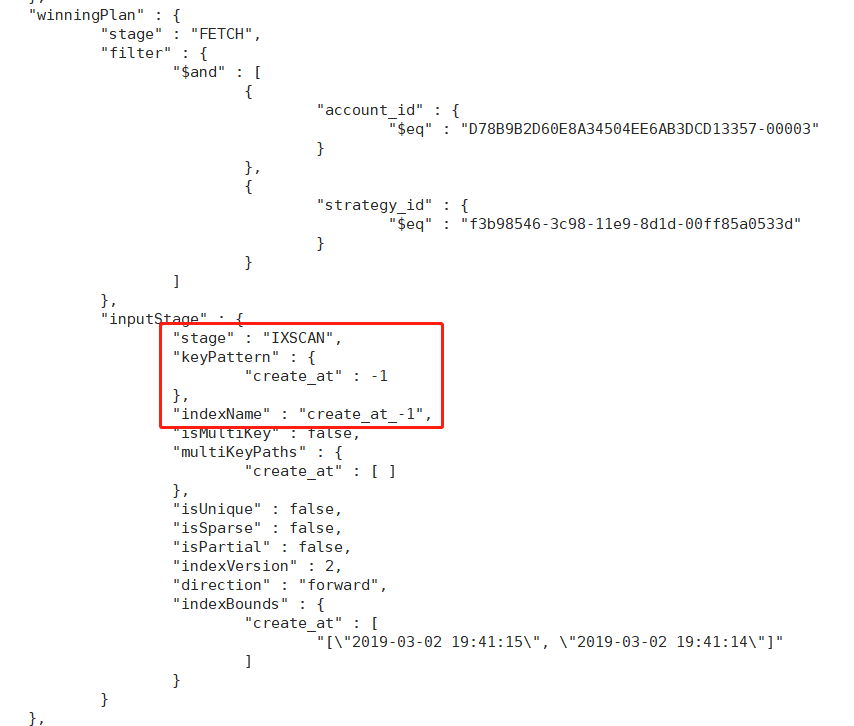 },
"winningPlan" : {
"stage" : "FETCH",
"filter" : {
"$and" : [
{
"account_id" : {
"$eq" : "D78B9B2D60E8A34504EE6AB3DCD13357-00003"
}
},
{
"strategy_id" : {
"$eq" : "f3b98546-3c98-11e9-8d1d-00ff85a0533d"
}
}
]
},
"inputStage" : {
"stage" : "IXSCAN",
"keyPattern" : {
"create_at" : -1
},
"indexName" : "create_at_-1",
"isMultiKey" : false,
"multiKeyPaths" : {
"create_at" : [ ]
},
"isUnique" : false,
"isSparse" : false,
"isPartial" : false,
"indexVersion" : 2,
"direction" : "forward",
"indexBounds" : {
"create_at" : [
"[\"2019-03-02 19:41:15\", \"2019-03-02 19:41:14\"]"
]
}
}
},